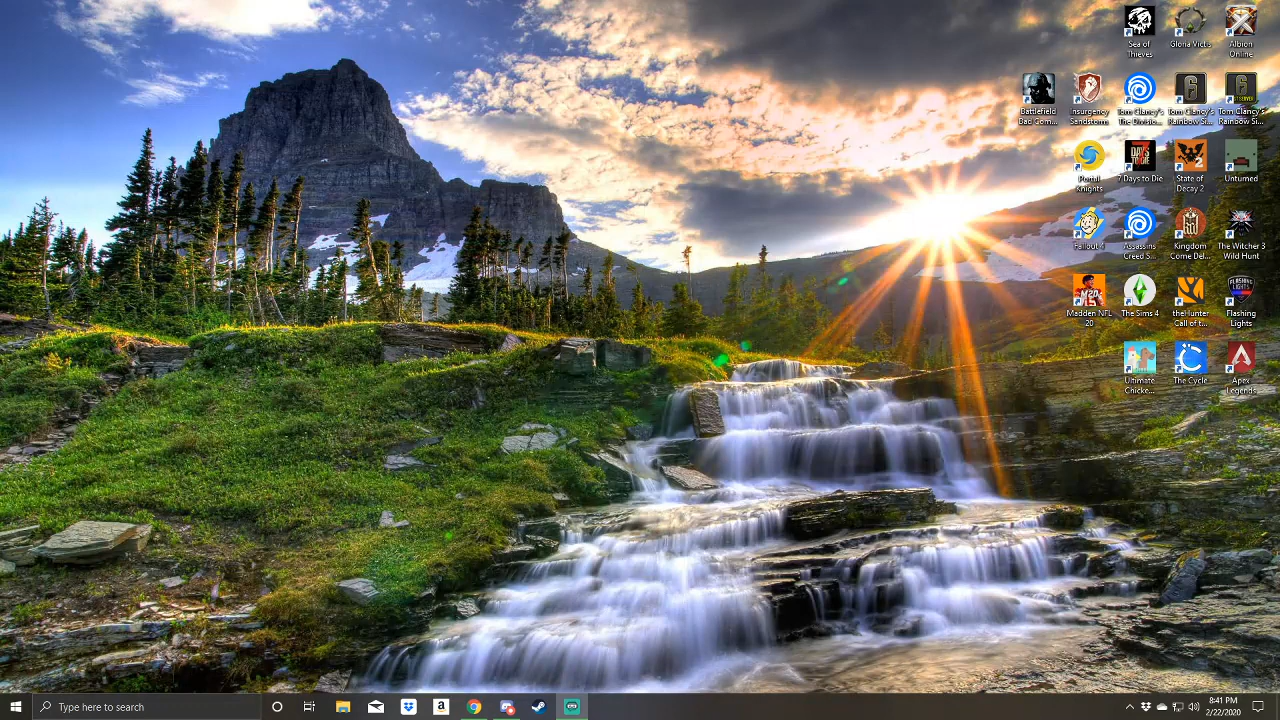 Sea of
Thieves
Gloria Victis
Albion
Online
Battlefield
Bad Com...
Insurgency
Sandstorm
Tom Clancy's
The Divisio...
Tom Clancy's
Rainbow Si...
Tom Clancy's
Rainbow Si...
Portal
Knights
7 Days to Die
State of
Decay 2
Unturned
Fallout 4
Assassins
Creed S...
Kingdom
Come Del...
The Witcher 3
Wild Hunt
Madden NFL
20
The Sims 4
theHunter
Call of t...
Flashing
Lights
Ultimate
Chicke...
The Cycle
Apex
Legends
Type here to search
8:41 PM
2/22/2020